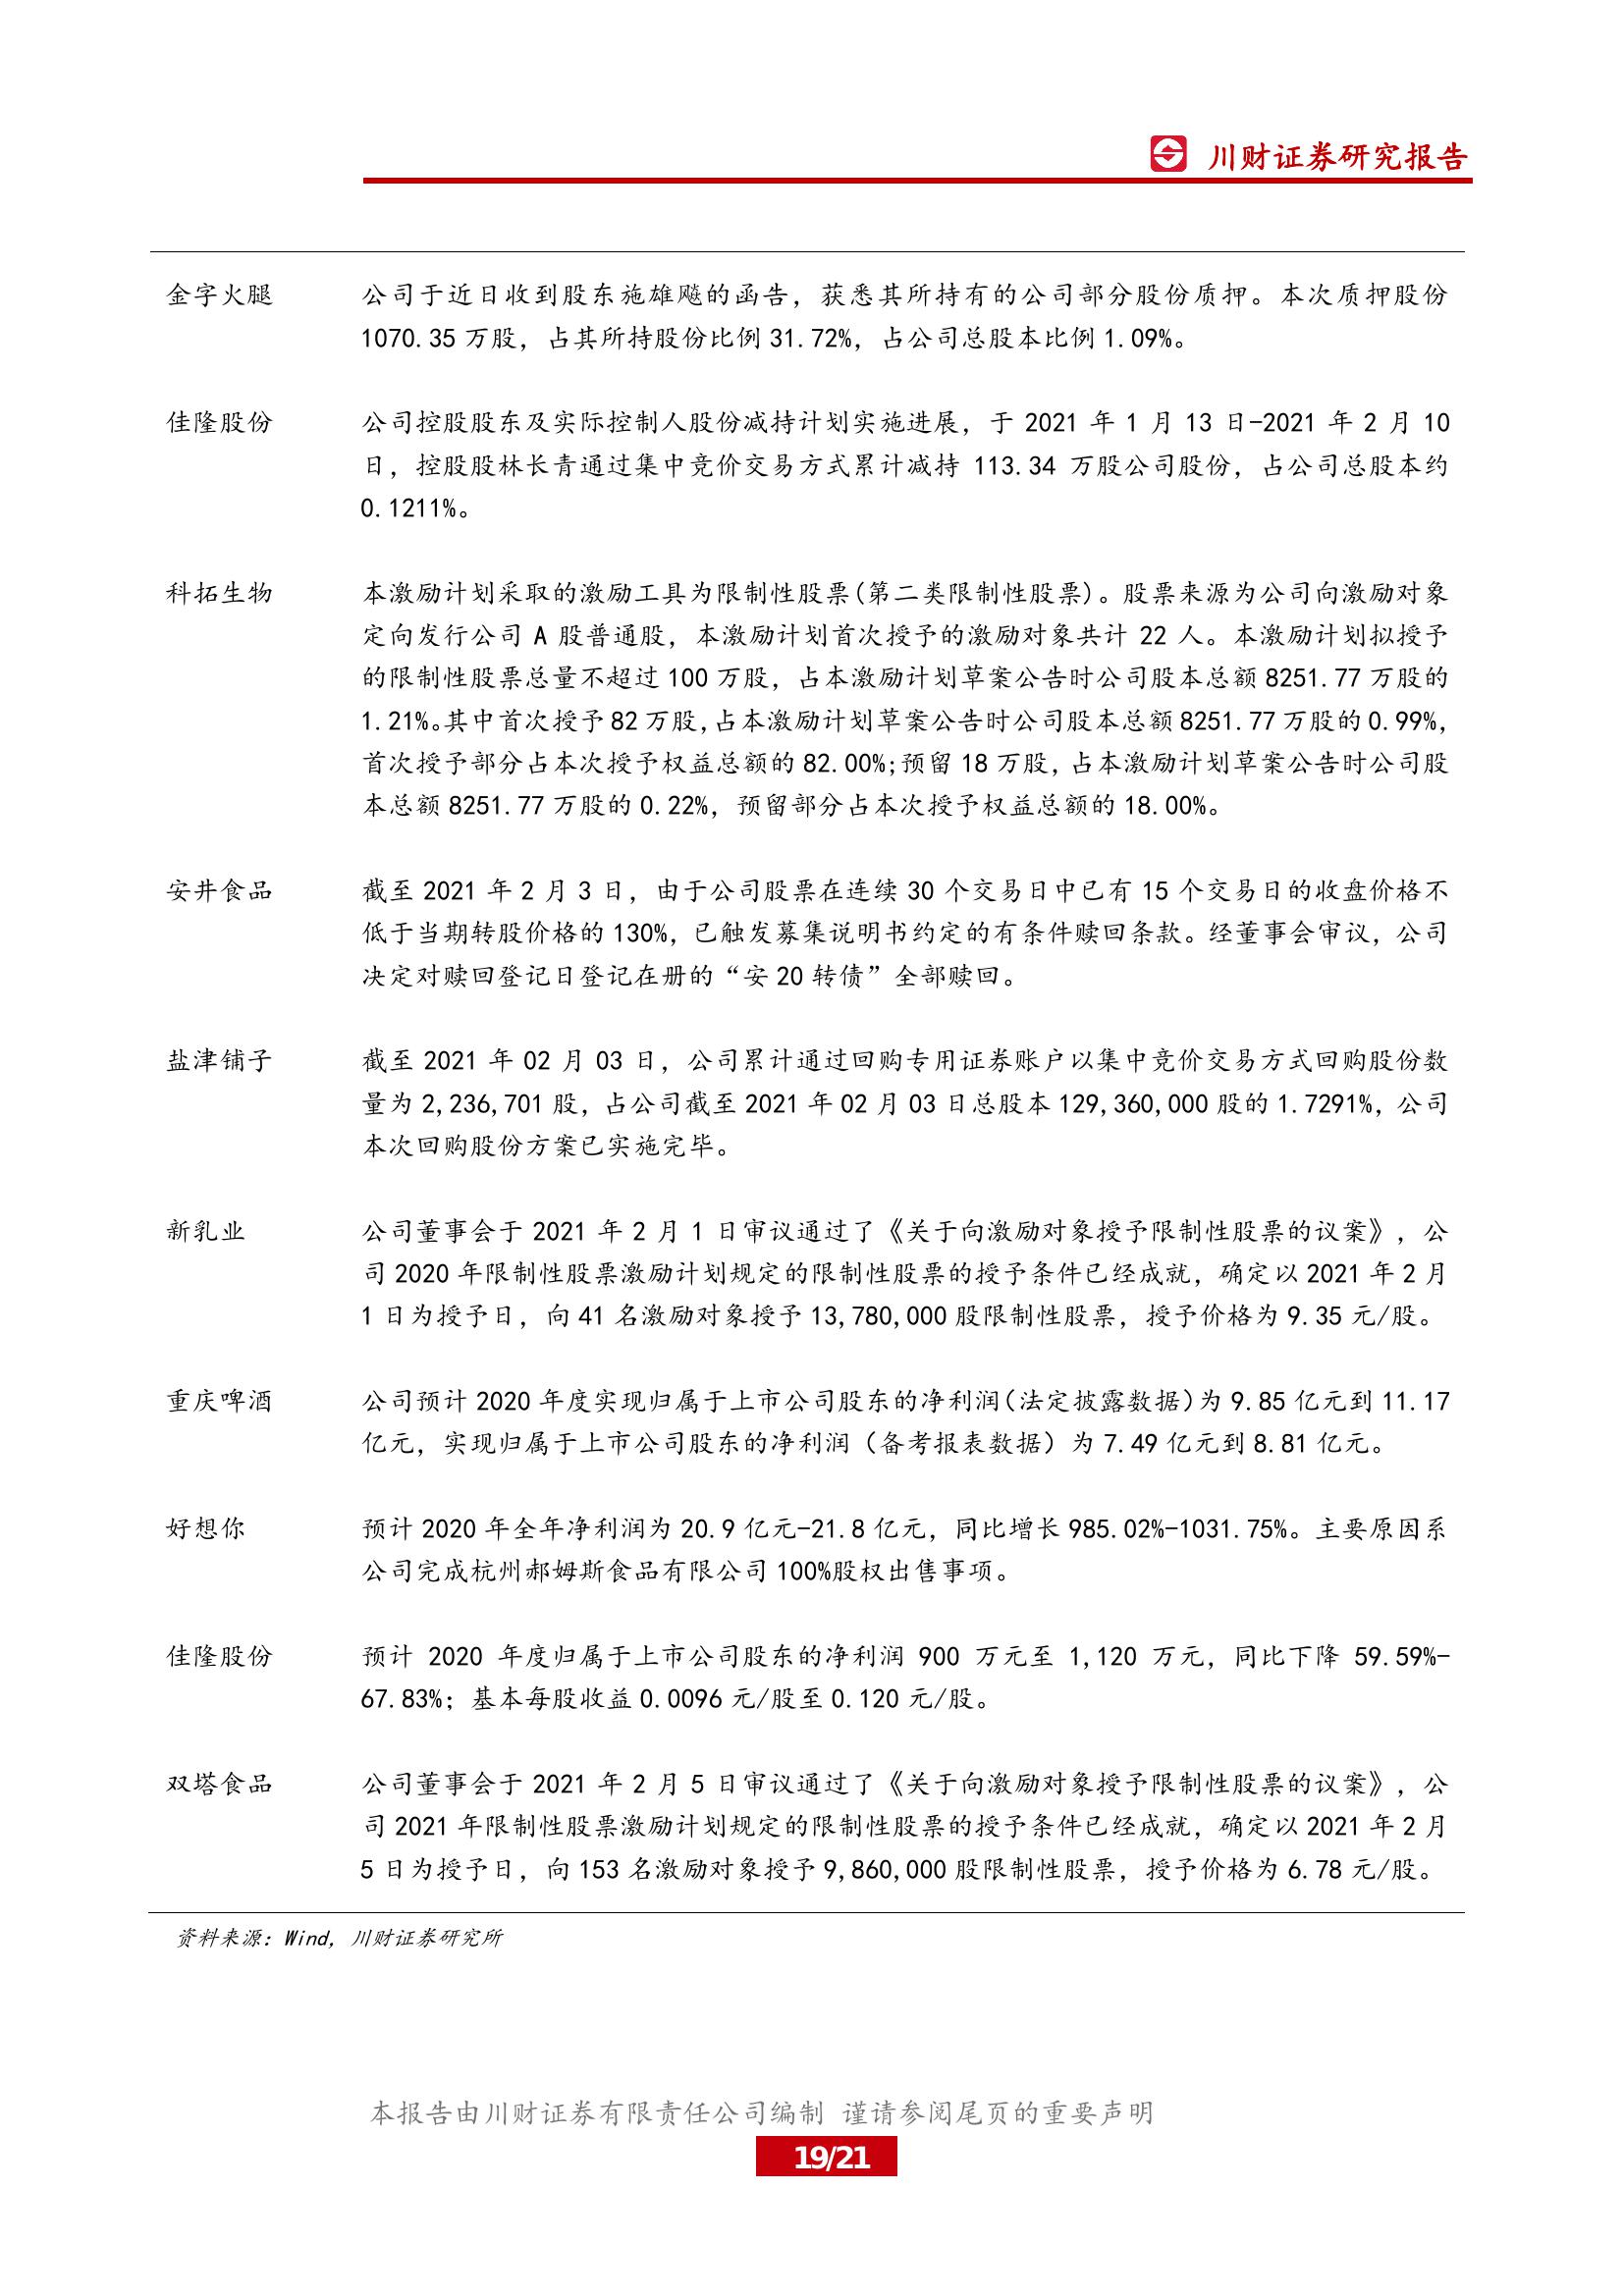 川财证券研究报告
金字火腿 公司于近日收到股东施雄飚的函告，获悉其所持有的公司部分股份质押。本次质押股份
1070.35 万股，占其所持股份比例 31.72%，占公司总股本比例 1.09%。
佳隆股份 公司控股股东及实际控制人股份减持计划实施进展，于 2021 年 1 月 13 日-2021 年 2 月 10
日，控股股林长青通过集中竞价交易方式累计减持 113.34 万股公司股份，占公司总股本约
0.1211%。
科拓生物 本激励计划采取的激励工具为限制性股票(第二类限制性股票)。股票来源为公司向激励对象
定向发行公司 A 股普通股，本激励计划首次授予的激励对象共计 22 人。本激励计划拟授予
的限制性股票总量不超过 100 万股，占本激励计划草案公告时公司股本总额 8251.77 万股的
1.21%。其中首次授予 82 万股，占本激励计划草案公告时公司股本总额 8251.77 万股的 0.99%，
首次授予部分占本次授予权益总额的 82.00%;预留 18 万股，占本激励计划草案公告时公司股
本总额 8251.77 万股的 0.22%，预留部分占本次授予权益总额的 18.00%。
安井食品 截至 2021 年 2 月 3 日，由于公司股票在连续 30 个交易日中已有 15 个交易日的收盘价格不
低于当期转股价格的 130%，已触发募集说明书约定的有条件赎回条款。经董事会审议，公司
决定对赎回登记日登记在册的“安 20 转债”全部赎回。
盐津铺子 截至 2021 年 02 月 03 日，公司累计通过回购专用证券账户以集中竞价交易方式回购股份数
量为 2,236,701 股，占公司截至 2021 年 02 月 03 日总股本 129,360,000 股的 1.7291%，公司
本次回购股份方案已实施完毕。
新乳业 公司董事会于 2021 年 2 月 1 日审议通过了《关于向激励对象授予限制性股票的议案》，公
司 2020 年限制性股票激励计划规定的限制性股票的授予条件已经成就，确定以 2021 年 2 月
1 日为授予日，向 41 名激励对象授予 13,780,000 股限制性股票，授予价格为 9.35 元/股。
重庆啤酒 公司预计 2020 年度实现归属于上市公司股东的净利润(法定披露数据)为 9.85 亿元到 11.17
亿元，实现归属于上市公司股东的净利润（备考报表数据）为 7.49 亿元到 8.81 亿元。
好想你 预计 2020 年全年净利润为 20.9 亿元-21.8 亿元，同比增长 985.02%-1031.75%。主要原因系
公司完成杭州郝姆斯食品有限公司 100%股权出售事项。
佳隆股份 预计 2020 年度归属于上市公司股东的净利润 900 万元至 1,120 万元，同比下降 59.59%-
67.83%；基本每股收益 0.0096 元/股至 0.120 元/股。
双塔食品 公司董事会于 2021 年 2 月 5 日审议通过了《关于向激励对象授予限制性股票的议案》，公
司 2021 年限制性股票激励计划规定的限制性股票的授予条件已经成就，确定以 2021 年 2 月
5 日为授予日，向 153 名激励对象授予 9,860,000 股限制性股票，授予价格为 6.78 元/股。
资料来源：Wind，川财证券研究所
本报告由川财证券有限责任公司编制 谨请参阅尾页的重要声明
19/21